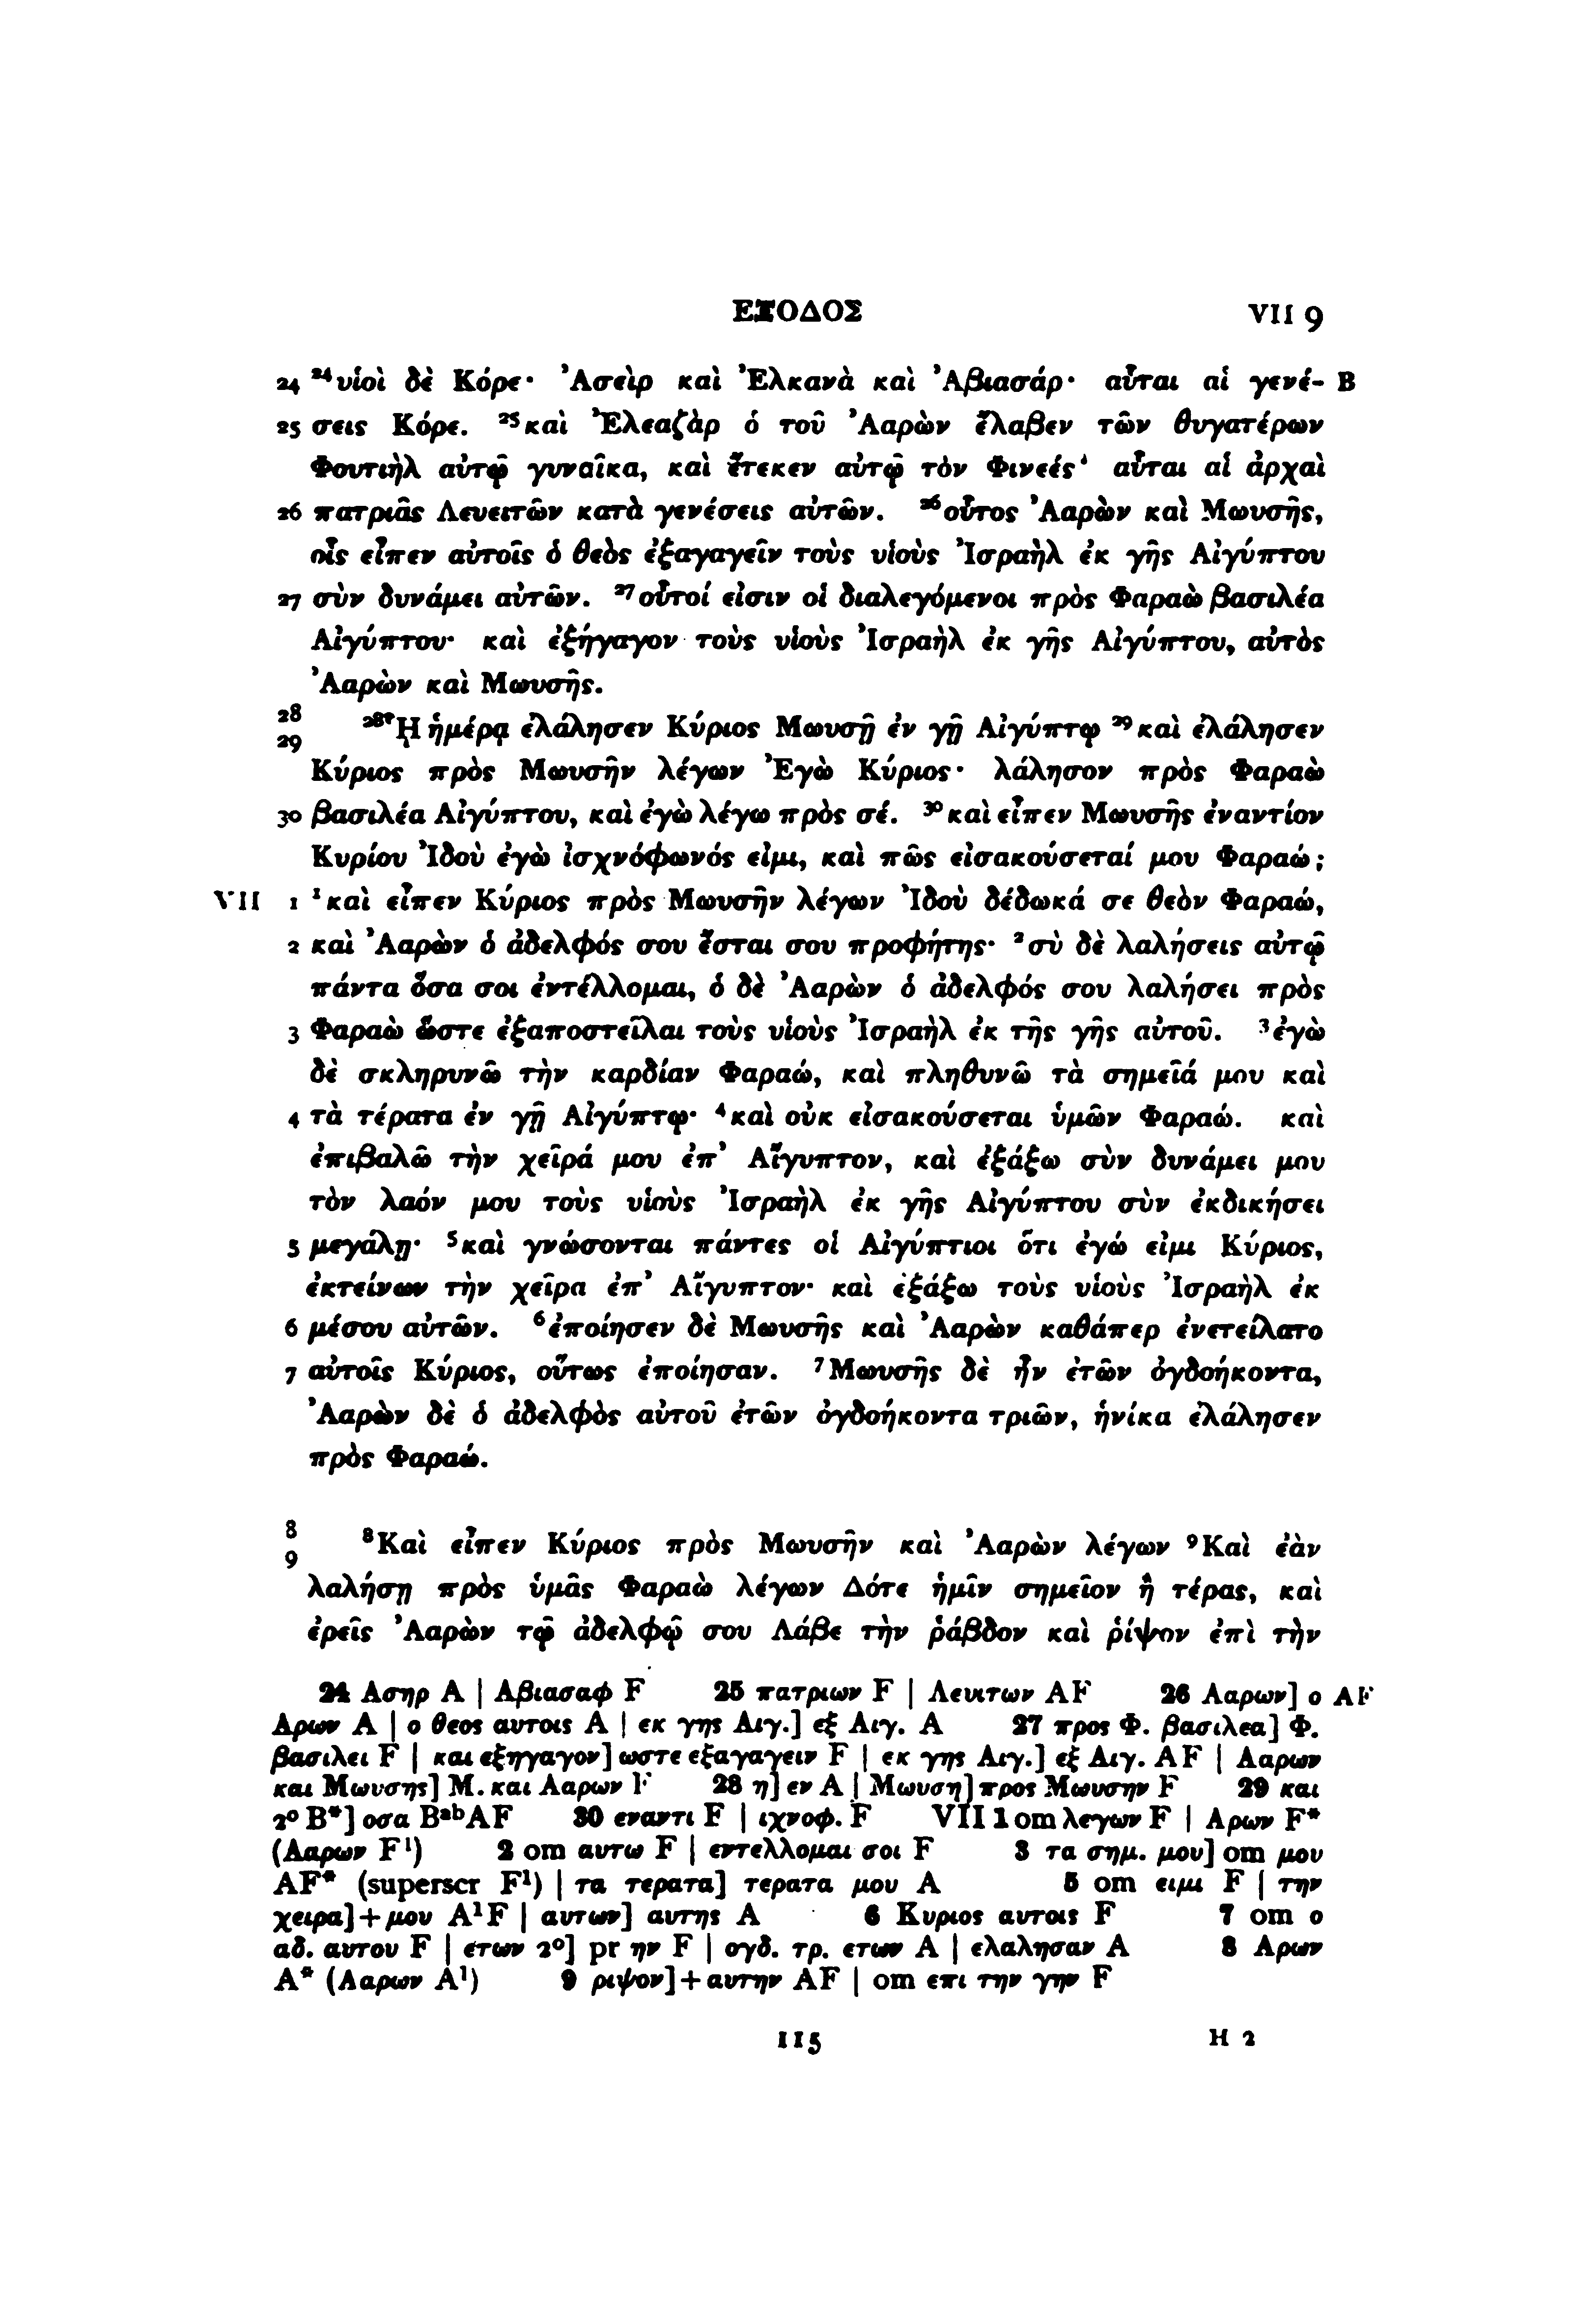 ΕΞΟΔΟΣ VII 9
24 ²⁴υἱοὶ δὲ Κόρε· Ἀσεὶρ καὶ Ἐλκανὰ καὶ Ἀβιασάρ· αὗται αἱ γενέ- B
25 σεις Κόρε. ²⁵καὶ Ἐλεαζὰρ ὁ τοῦ Ἀαρὼν ἔλαβεν τῶν θυγατέρων
Φουτιὴλ αὐτῷ γυναῖκα, καὶ ἔτεκεν αὐτῷ τὸν Φινεές· αὗται αἱ ἀρχαὶ
26 πατριᾶς Λευειτῶν κατὰ γενέσεις αὐτῶν. ²⁶οὗτος Ἀαρὼν καὶ Μωυσῆς,
οἷς εἶπεν αὐτοῖς ὁ θεὸς ἐξαγαγεῖν τοὺς υἱοὺς Ἰσραὴλ ἐκ γῆς Αἰγύπτου
27 σὺν δυνάμει αὐτῶν. ²⁷οὗτοί εἰσιν οἱ διαλεγόμενοι πρὸς Φαραὼ βασιλέα
Αἰγύπτου· καὶ ἐξήγαγον τοὺς υἱοὺς Ἰσραὴλ ἐκ γῆς Αἰγύπτου, αὐτὸς
Ἀαρὼν καὶ Μωυσῆς.
28 29 ²⁸ᾟ ἡμέρᾳ ἐλάλησεν Κύριος Μωυσῇ ἐν γῇ Αἰγύπτῳ ²⁹καὶ ἐλάλησεν
Κύριος πρὸς Μωυσῆν λέγων Ἐγὼ Κύριος· λάλησον πρὸς Φαραὼ
30 βασιλέα Αἰγύπτου, καὶ ἐγὼ λέγω πρὸς σέ. ³⁰καὶ εἶπεν Μωυσῆς ἐναντίον
Κυρίου Ἰδοὺ ἐγὼ ἰσχνόφωνός εἰμι, καὶ πῶς εἰσακούσεταί μου Φαραώ;
VII 1 ¹καὶ εἶπεν Κύριος πρὸς Μωυσῆν λέγων Ἰδοὺ δέδωκά σε θεὸν Φαραώ,
2 καὶ Ἀαρὼν ὁ ἀδελφός σου ἔσται σου προφήτης· ²σὺ δὲ λαλήσεις αὐτῷ
πάντα ὅσα σοι ἐντέλλομαι, ὁ δὲ Ἀαρὼν ὁ ἀδελφός σου λαλήσει πρὸς
3 Φαραὼ ὥστε ἐξαποστεῖλαι τοὺς υἱοὺς Ἰσραὴλ ἐκ τῆς γῆς αὐτοῦ. ³ἐγὼ
δὲ σκληρυνῶ τὴν καρδίαν Φαραώ, καὶ πληθυνῶ τὰ σημεῖά μου καὶ
4 τὰ τέρατα ἐν γῇ Αἰγύπτῳ· ⁴καὶ οὐκ εἰσακούσεται ὑμῶν Φαραώ. καὶ
ἐπιβαλῶ τὴν χεῖρά μου ἐπ' Αἴγυπτον, καὶ ἐξάξω σὺν δυνάμει μου
τὸν λαόν μου τοὺς υἱοὺς Ἰσραὴλ ἐκ γῆς Αἰγύπτου σὺν ἐκδικήσει
5 μεγάλῃ· ⁵καὶ γνώσονται πάντες οἱ Αἰγύπτιοι ὅτι ἐγώ εἰμι Κύριος,
ἐκτείνων τὴν χεῖρα ἐπ' Αἴγυπτον· καὶ ἐξάξω τοὺς υἱοὺς Ἰσραὴλ ἐκ
6 μέσου αὐτῶν. ⁶ἐποίησεν δὲ Μωυσῆς καὶ Ἀαρὼν καθάπερ ἐνετείλατο
7 αὐτοῖς Κύριος, οὕτως ἐποίησαν. ⁷Μωυσῆς δὲ ἦν ἐτῶν ὀγδοήκοντα,
Ἀαρὼν δὲ ὁ ἀδελφὸς αὐτοῦ ἐτῶν ὀγδοήκοντα τριῶν, ἡνίκα ἐλάλησεν
πρὸς Φαραώ.
8 9 ⁸Καὶ εἶπεν Κύριος πρὸς Μωυσῆν καὶ Ἀαρὼν λέγων ⁹Καὶ ἐὰν
λαλήσῃ πρὸς ὑμᾶς Φαραὼ λέγων Δότε ἡμῖν σημεῖον ἢ τέρας, καὶ
ἐρεῖς Ἀαρὼν τῷ ἀδελφῷ σου Λάβε τὴν ῥάβδον καὶ ῥίψον ἐπὶ τὴν
24 Ασηρ A | Αβιασαφ F 25 πατριων F | Λευιτων AF 26 Ααρων] ο AF
Αρων A | ο θεος αυτοις A | εκ γης Αιγ.] εξ Αιγ. A 27 προς Φ. βασιλεα] Φ.
βασιλει F | και εξηγαγον] ωστε εξαγαγειν F | εκ γης Αιγ.] εξ Αιγ. AF | Ααρων
και Μωυσης] Μ. και Ααρων F 28 η] εν A | Μωυση] προς Μωυσην F 29 και
2° B*] οσα BᵃᵇAF 30 εναντι F | ιχνοφ. F VII 1 om λεγων F | Αρων F*
(Ααρων F¹) 2 om αυτω F | εντελλομαι σοι F 3 τα σημ. μου] om μου
AF* (superscr F¹) | τα τερατα] τερατα μου A 5 om ειμι F | την
χειρα]+μου A¹F | αυτων] αυτης A 6 Κυριος αυτοις F 7 om ο
αδ. αυτου F | ετων 2°] pr ην F | ογδ. τρ. ετων A | ελαλησαν A 8 Αρων
A* (Ααρων A¹) 9 ριψον]+αυτην AF | om επι την γην F
115 H 2